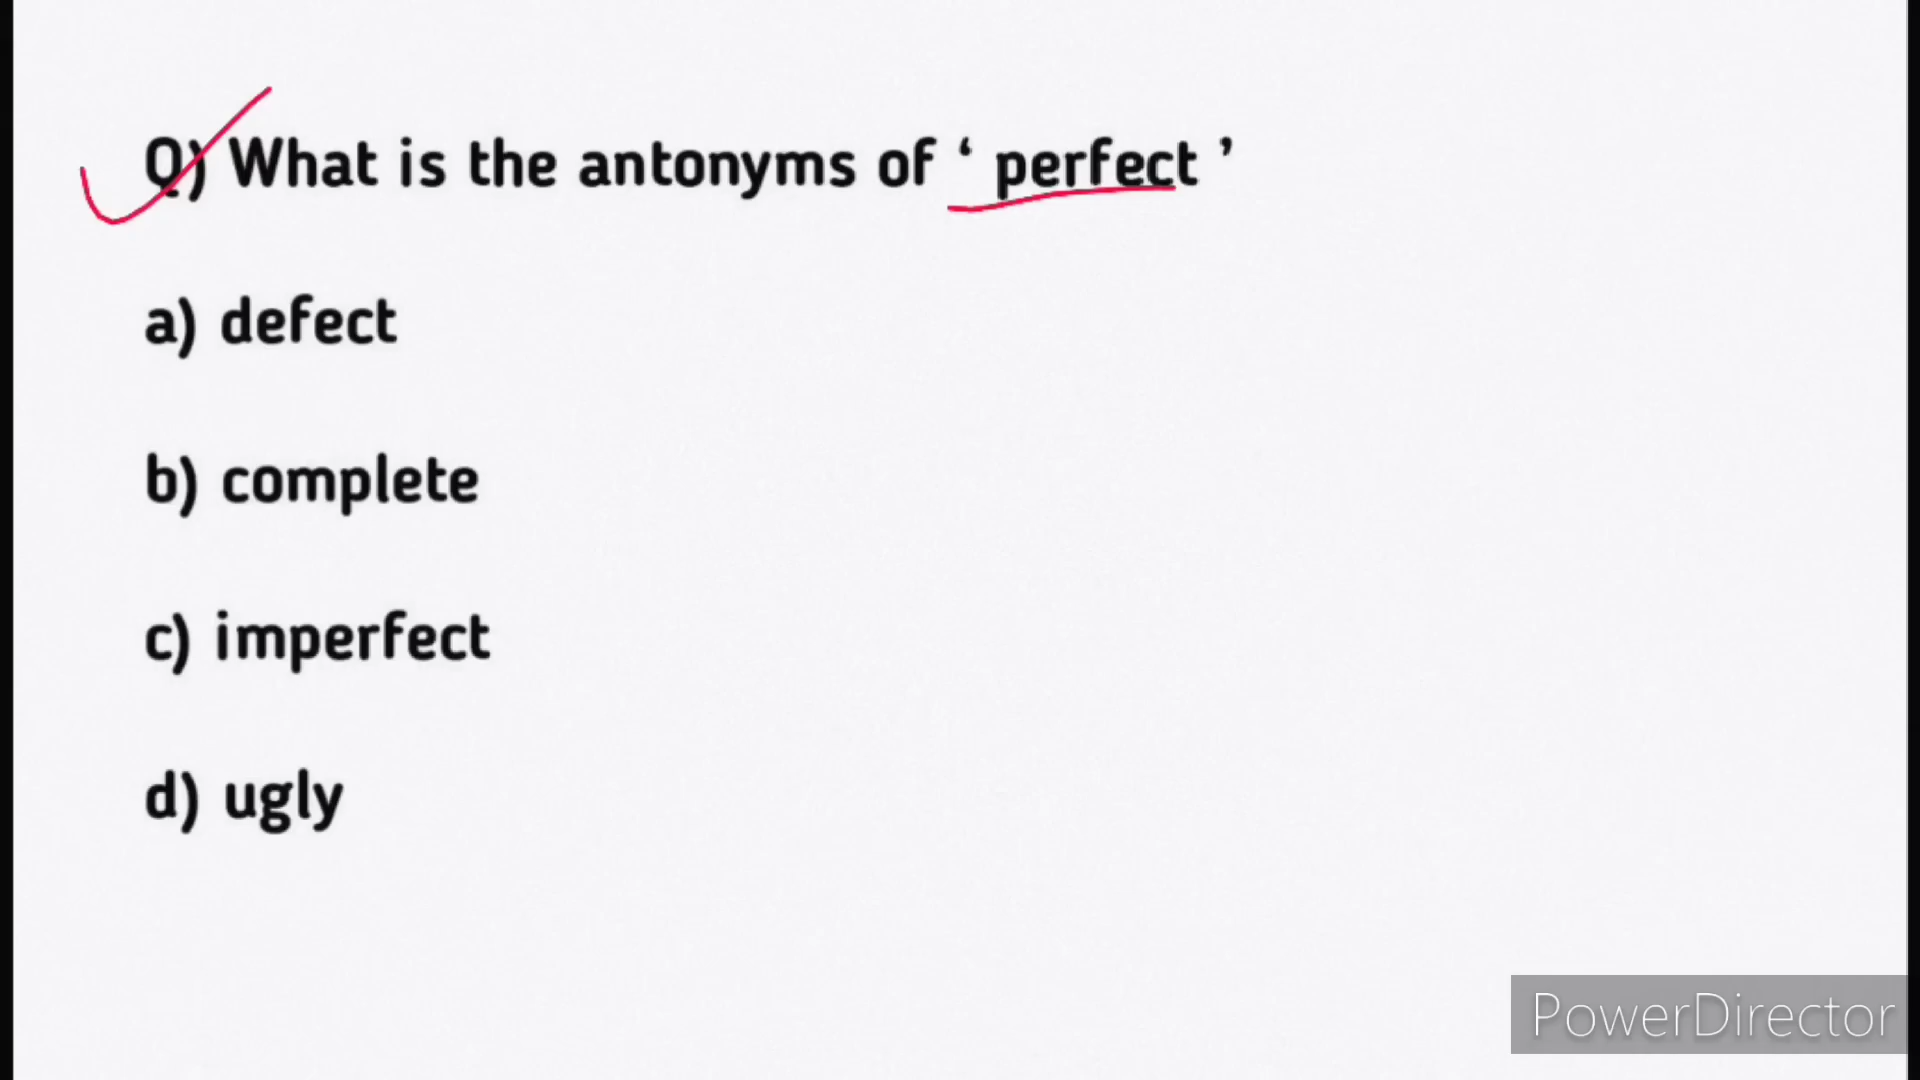 Q) What is the antonyms of ‘ perfect ’
a) defect
b) complete
c) imperfect
d) ugly
PowerDirector